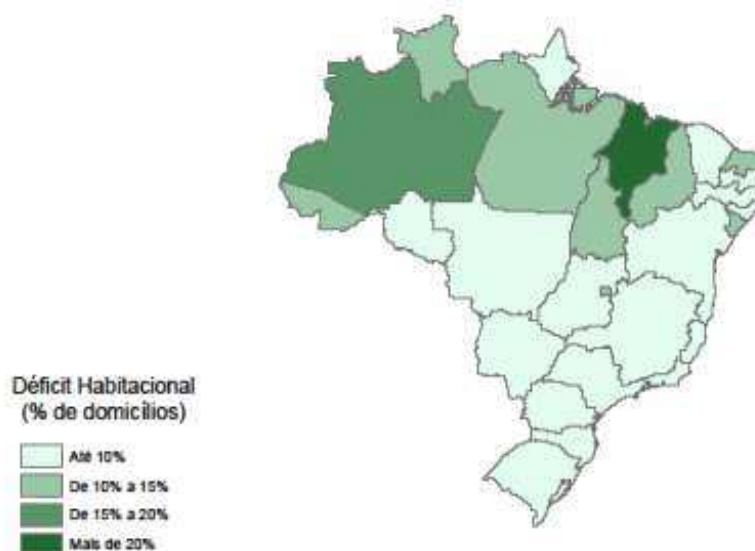 Déficit Habitacional
(% de domicílios)
Até 10%
De 10% a 15%
De 15% a 20%
Mais de 20%